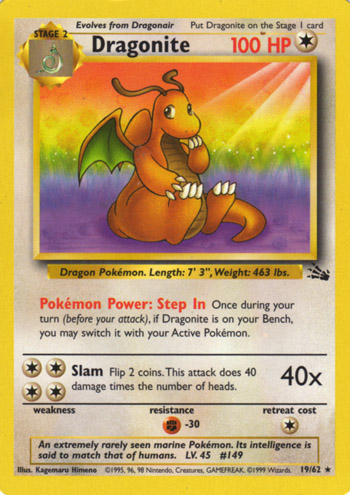 Evolves from Dragonair
Put Dragonite on the Stage 1 card
STAGE 2
Dragonite
100 HP
Dragon Pokémon. Length: 7' 3", Weight: 463 lbs.
Pokémon Power: Step In Once during your
turn (before your attack), if Dragonite is on your Bench,
you may switch it with your Active Pokémon.
Slam Flip 2 coins. This attack does 40
damage times the number of heads.
40x
weakness
resistance
retreat cost
-30
An extremely rarely seen marine Pokémon. Its intelligence is
said to match that of humans. LV. 45 #149
Illus. Kagemaru Himeno
©1995, 96, 98 Nintendo, Creatures, GAMEFREAK. ©1999 Wizards.
19/62